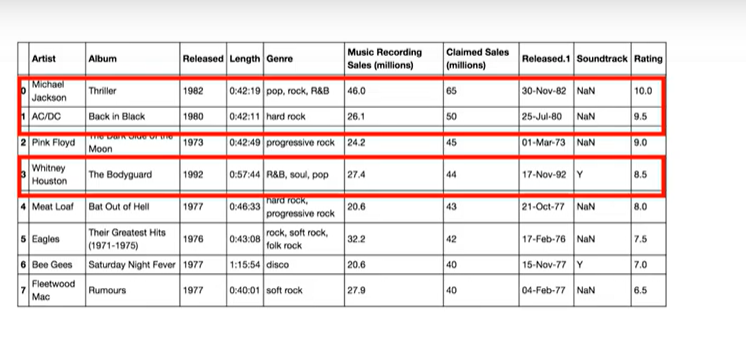 Artist Album Released Length Genre Music Recording Sales (millions) Claimed Sales (millions) Released.1 Soundtrack Rating
0 Michael Jackson Thriller 1982 0:42:19 pop, rock, R&B 46.0 65 30-Nov-82 NaN 10.0
1 AC/DC Back in Black 1980 0:42:11 hard rock 26.1 50 25-Jul-80 NaN 9.5
2 Pink Floyd The Dark Side of the Moon 1973 0:42:49 progressive rock 24.2 45 01-Mar-73 NaN 9.0
3 Whitney Houston The Bodyguard 1992 0:57:44 R&B, soul, pop 27.4 44 17-Nov-92 Y 8.5
4 Meat Loaf Bat Out of Hell 1977 0:46:33 hard rock, progressive rock 20.6 43 21-Oct-77 NaN 8.0
5 Eagles Their Greatest Hits (1971-1975) 1976 0:43:08 rock, soft rock, folk rock 32.2 42 17-Feb-76 NaN 7.5
6 Bee Gees Saturday Night Fever 1977 1:15:54 disco 20.6 40 15-Nov-77 Y 7.0
7 Fleetwood Mac Rumours 1977 0:40:01 soft rock 27.9 40 04-Feb-77 NaN 6.5